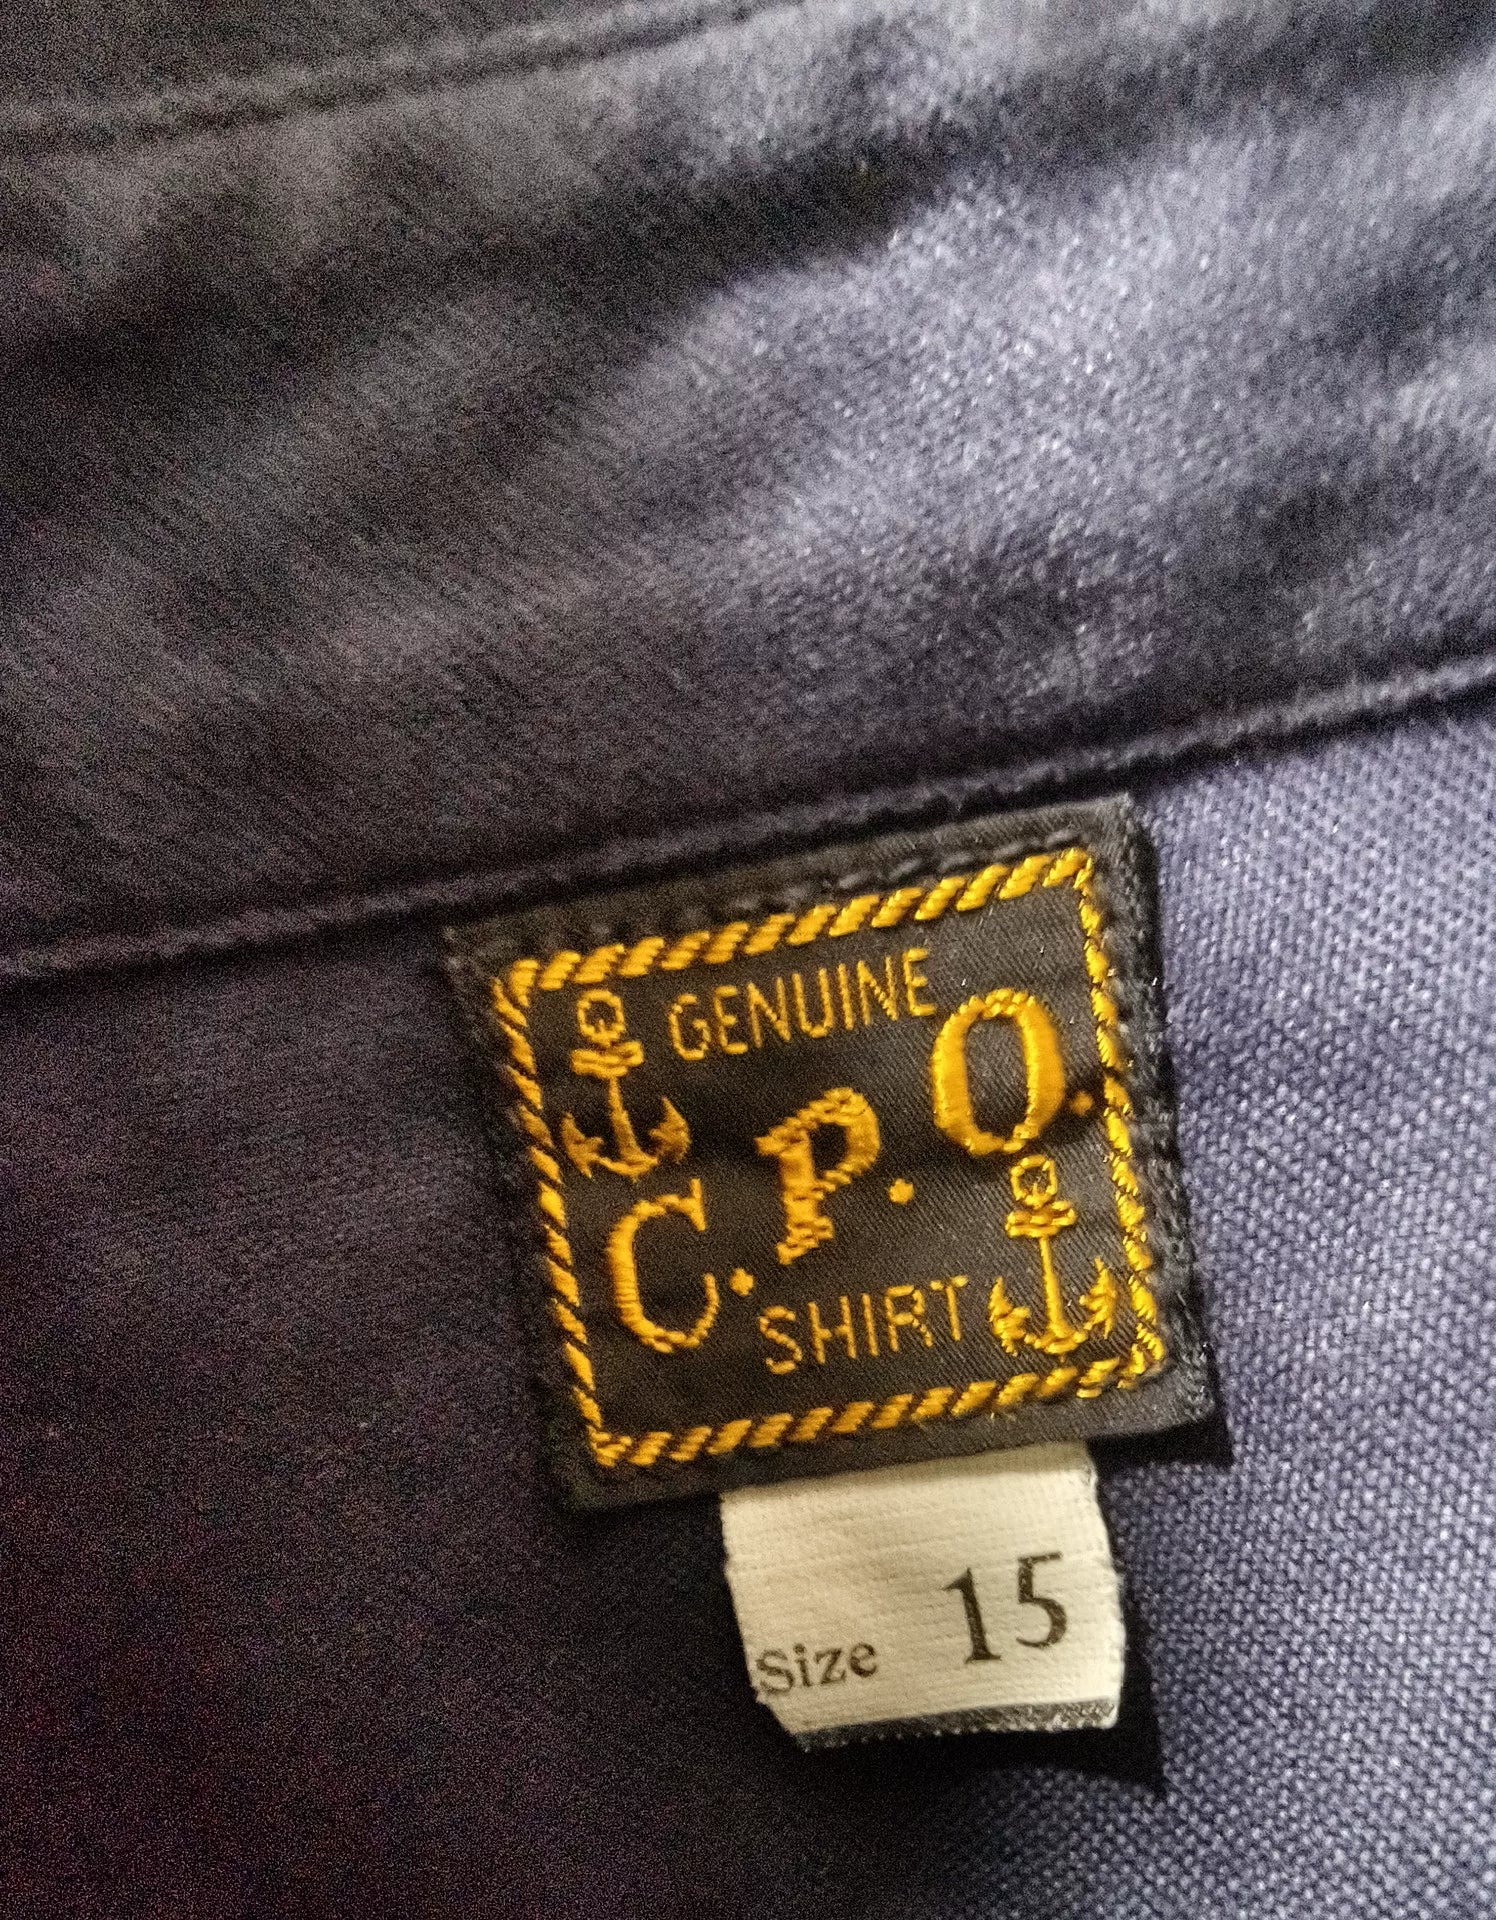 GENUINE
C.P.O.
SHIRT
Size 15